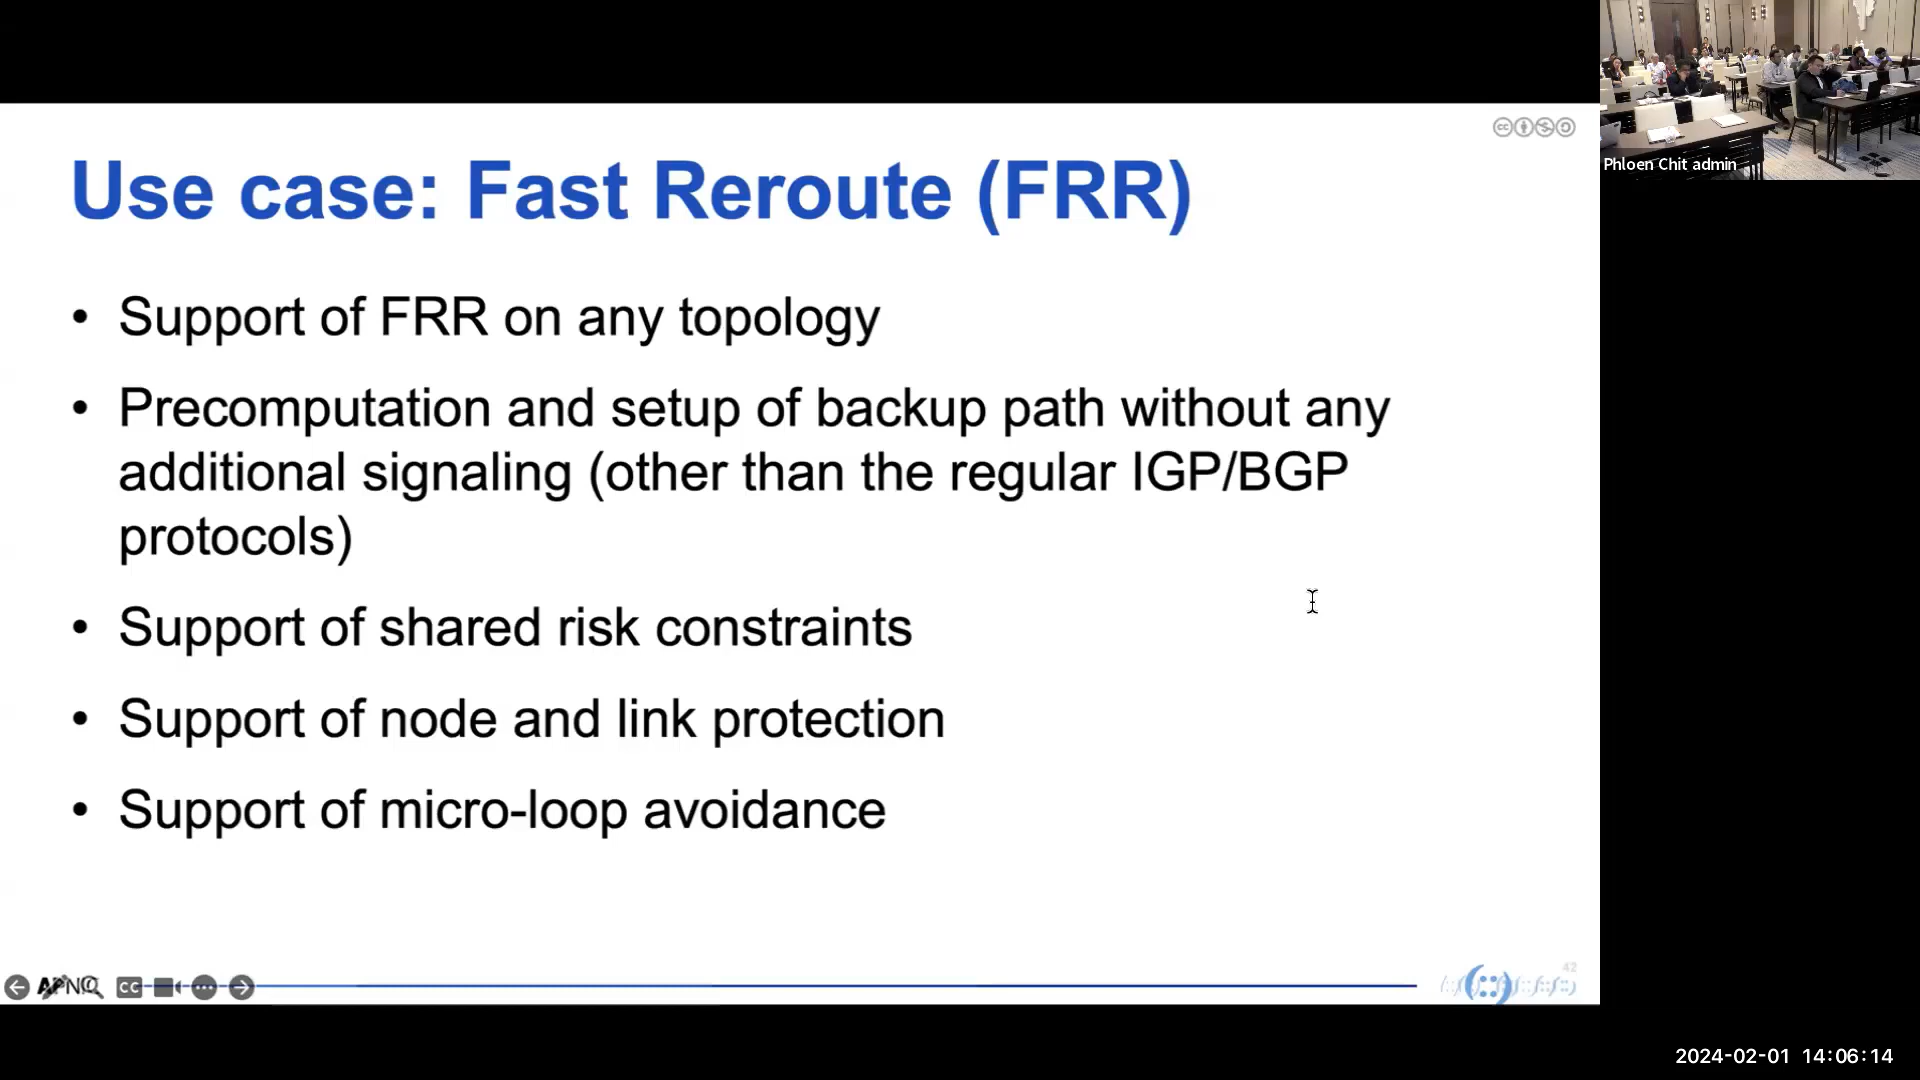 Phloen Chit admin
Use case: Fast Reroute (FRR)
• Support of FRR on any topology
• Precomputation and setup of backup path without any
additional signaling (other than the regular IGP/BGP
protocols)
• Support of shared risk constraints
• Support of node and link protection
• Support of micro-loop avoidance
CC
42
2024-02-01 14:06:14